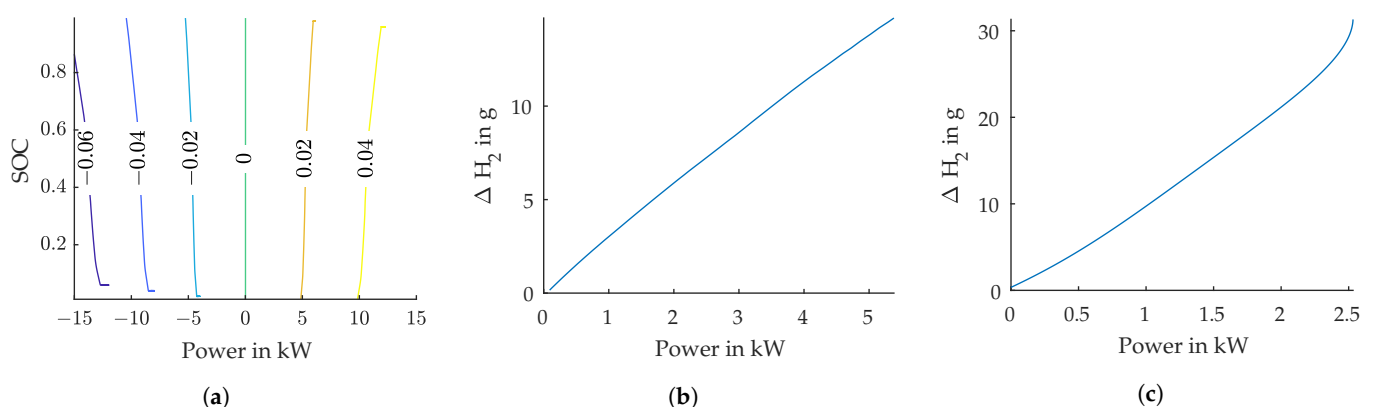 0.8
0.6
0.4
0.2
SOC
−0.06
−0.04
−0.02
0
0.02
0.04
−15 −10 −5 0 5 10 15
Power in kW
(a)
10
5
0
Δ H2 in g
0 1 2 3 4 5
Power in kW
(b)
30
20
10
0
Δ H2 in g
0 0.5 1 1.5 2 2.5
Power in kW
(c)